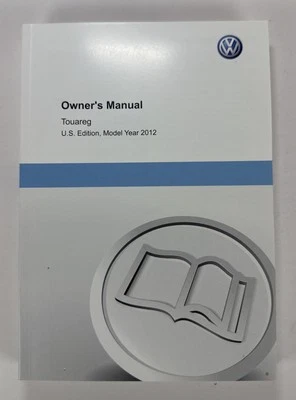 Owner's Manual
Touareg
U.S. Edition, Model Year 2012